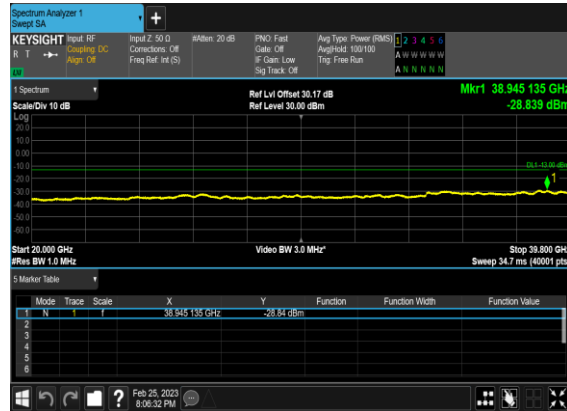 Spectrum Analyzer 1
Swept SA
+
KEYSIGHT Input: RF Input Z: 50 Ω #Atten: 20 dB PNO: Fast Avg Type: Power (RMS) 1 2 3 4 5 6
R T Coupling: DC Corrections: Off Gate: Off Avg|Hold: 100/100 A W W W W W
Align: Off Freq Ref: Int (S) IF Gain: Low Trig: Free Run
Sig Track: Off A N N N N N
1 Spectrum Ref Lvl Offset 30.17 dB Mkr1 38.945 135 GHz
Scale/Div 10 dB Ref Level 30.00 dBm -28.839 dBm
Log
20.0
10.0
0.00
-10.0
DL1 -13.00 dBm
-20.0
1
-30.0
-40.0
-50.0
-60.0
Start 20.000 GHz Video BW 3.0 MHz* Stop 39.800 GHz
#Res BW 1.0 MHz Sweep 34.7 ms (40001 pts)
5 Marker Table
Mode Trace Scale X Y Function Function Width Function Value
1 N 1 f 38.945 135 GHz -28.84 dBm
2
3
4
5
6
? Feb 25, 2023
8:06:32 PM